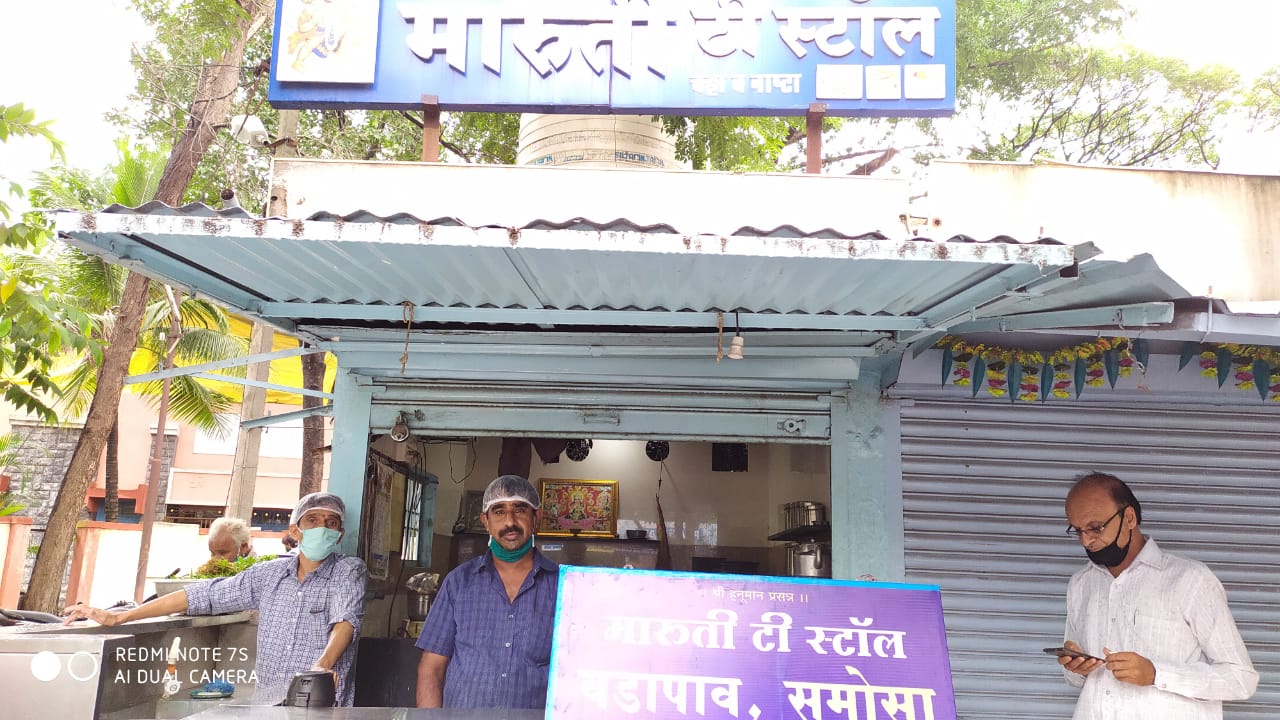 मारुती टी स्टॉल
चहा व नाष्टा
श्री हनुमान प्रसन्न ।।
मारुती टी स्टॉल
वडापाव, समोसा
REDMI NOTE 7S
AI DUAL CAMERA